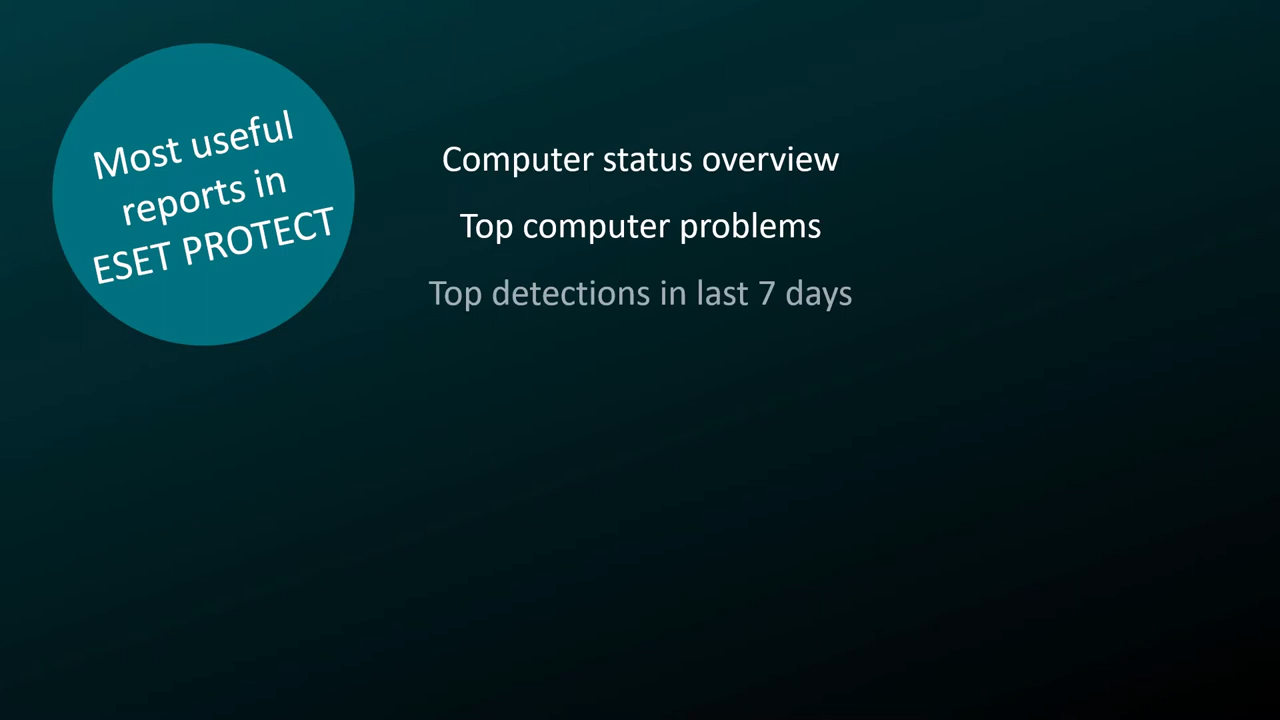 Most useful
reports in
ESET PROTECT
Computer status overview
Top computer problems
Top detections in last 7 days